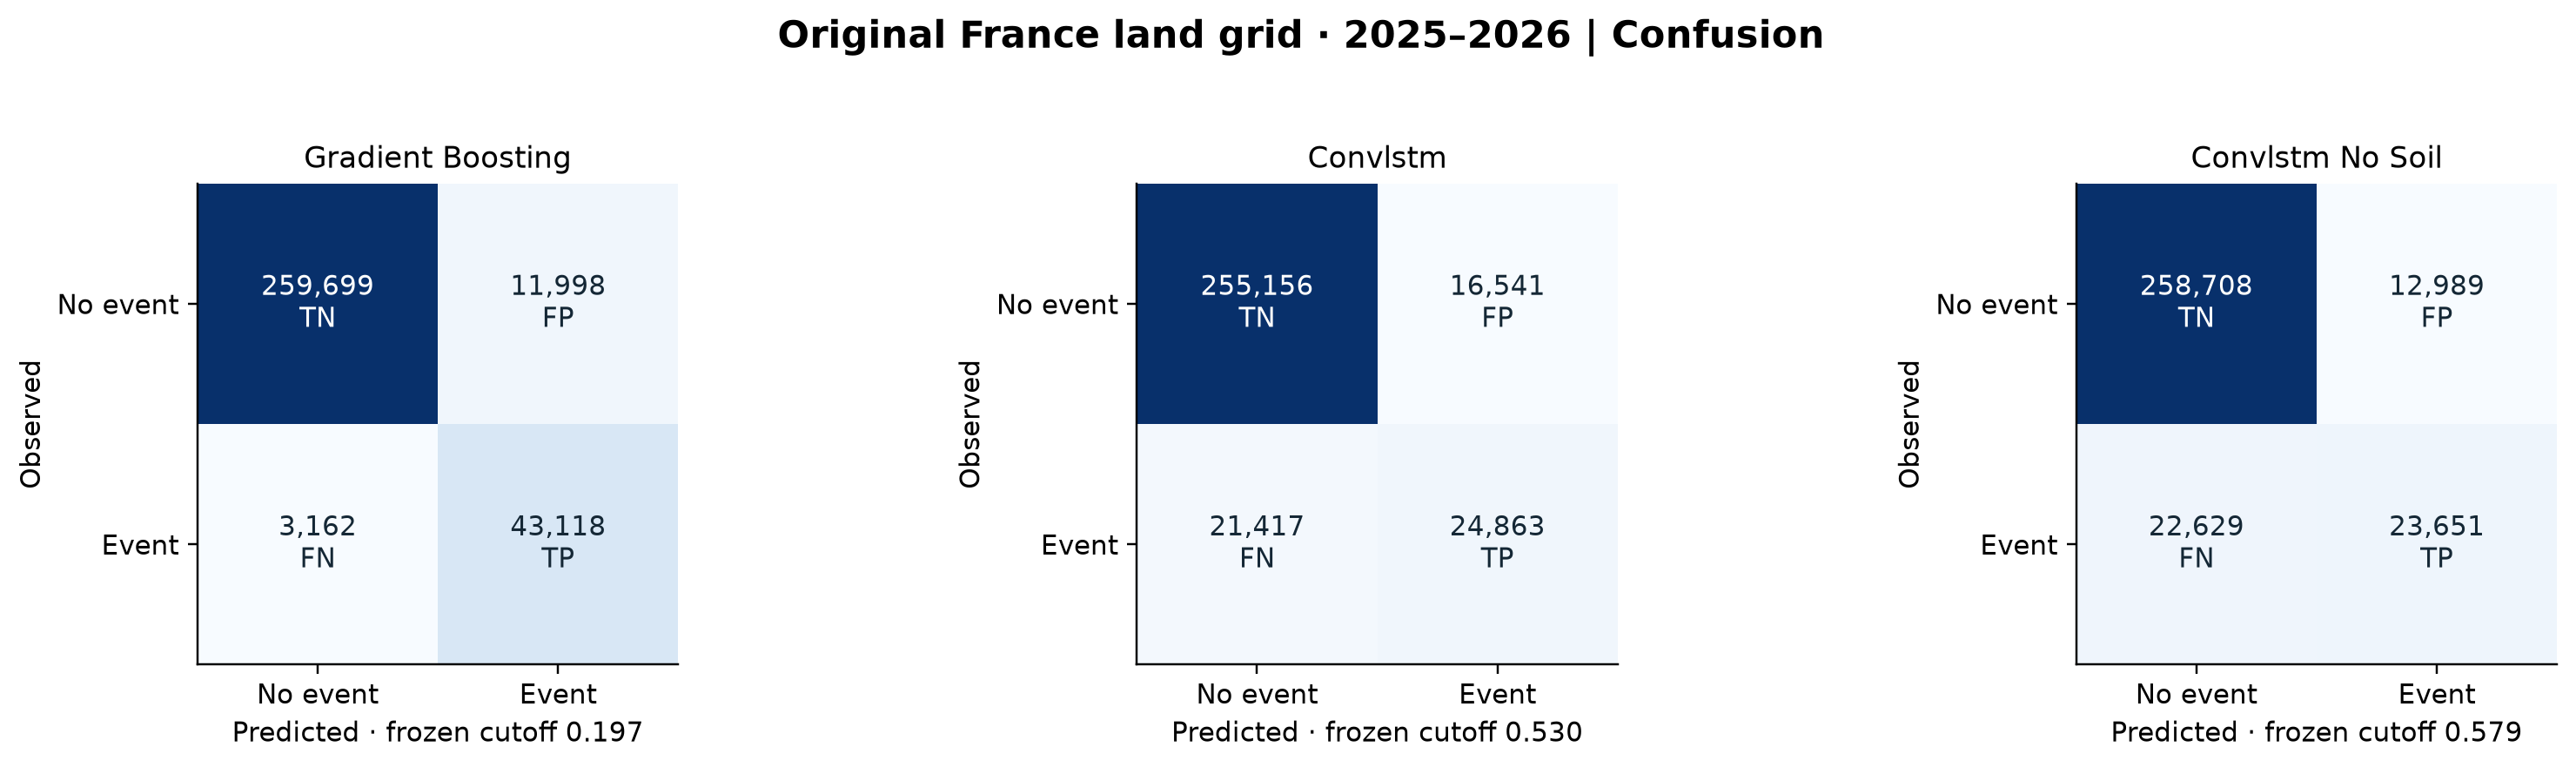 Original France land grid · 2025–2026 | Confusion
Gradient Boosting
Observed
No event
Event
259,699
TN
11,998
FP
3,162
FN
43,118
TP
No event
Event
Predicted · frozen cutoff 0.197
Convlstm
Observed
No event
Event
255,156
TN
16,541
FP
21,417
FN
24,863
TP
No event
Event
Predicted · frozen cutoff 0.530
Convlstm No Soil
Observed
No event
Event
258,708
TN
12,989
FP
22,629
FN
23,651
TP
No event
Event
Predicted · frozen cutoff 0.579